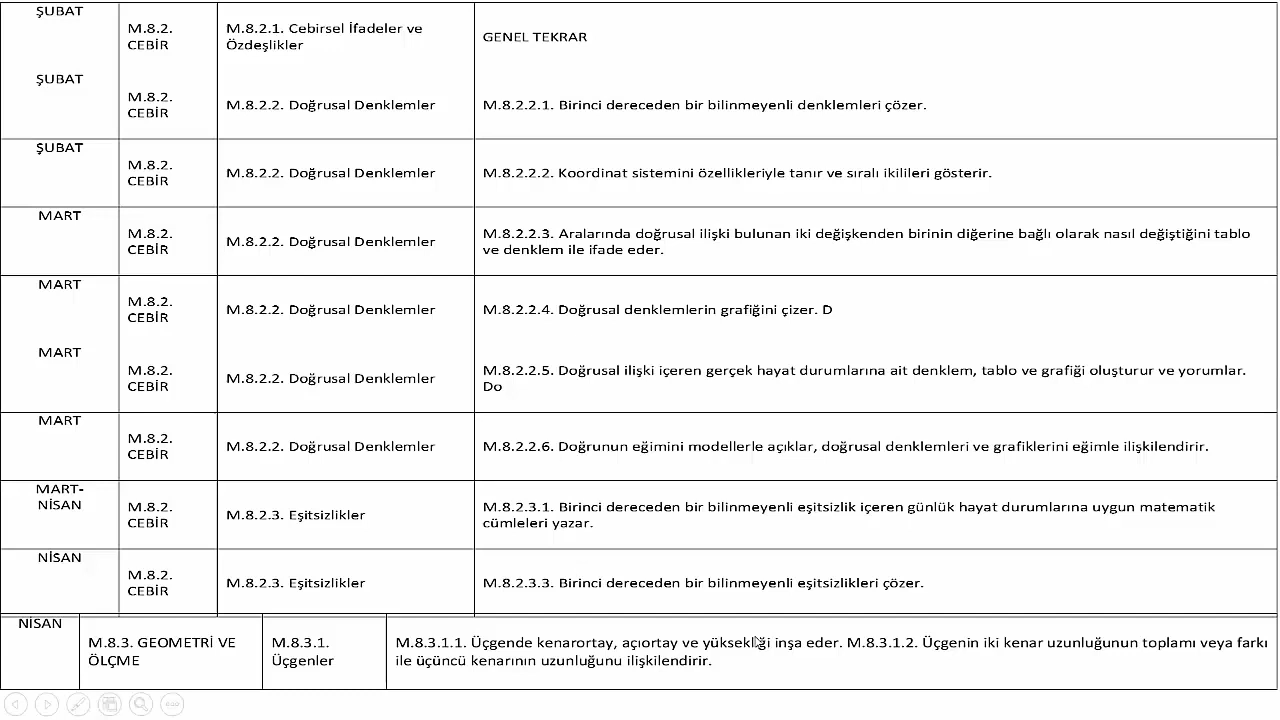 ŞUBAT
M.8.2.
CEBİR
M.8.2.1. Cebirsel İfadeler ve
Özdeşlikler
GENEL TEKRAR
ŞUBAT
M.8.2.
CEBİR
M.8.2.2. Doğrusal Denklemler
M.8.2.2.1. Birinci dereceden bir bilinmeyenli denklemleri çözer.
ŞUBAT
M.8.2.
CEBİR
M.8.2.2. Doğrusal Denklemler
M.8.2.2.2. Koordinat sistemini özellikleriyle tanır ve sıralı ikilileri gösterir.
MART
M.8.2.
CEBİR
M.8.2.2. Doğrusal Denklemler
M.8.2.2.3. Aralarında doğrusal ilişki bulunan iki değişkenden birinin diğerine bağlı olarak nasıl değiştiğini tablo
ve denklem ile ifade eder.
MART
M.8.2.
CEBİR
M.8.2.2. Doğrusal Denklemler
M.8.2.2.4. Doğrusal denklemlerin grafiğini çizer. D
MART
M.8.2.
CEBİR
M.8.2.2. Doğrusal Denklemler
M.8.2.2.5. Doğrusal ilişki içeren gerçek hayat durumlarına ait denklem, tablo ve grafiği oluşturur ve yorumlar.
Do
MART
M.8.2.
CEBİR
M.8.2.2. Doğrusal Denklemler
M.8.2.2.6. Doğrunun eğimini modellerle açıklar, doğrusal denklemleri ve grafiklerini eğimle ilişkilendirir.
MART-
NİSAN
M.8.2.
CEBİR
M.8.2.3. Eşitsizlikler
M.8.2.3.1. Birinci dereceden bir bilinmeyenli eşitsizlik içeren günlük hayat durumlarına uygun matematik
cümleleri yazar.
NİSAN
M.8.2.
CEBİR
M.8.2.3. Eşitsizlikler
M.8.2.3.3. Birinci dereceden bir bilinmeyenli eşitsizlikleri çözer.
NİSAN
M.8.3. GEOMETRİ VE
ÖLÇME
M.8.3.1.
Üçgenler
M.8.3.1.1. Üçgende kenarortay, açıortay ve yüksekliği inşa eder. M.8.3.1.2. Üçgenin iki kenar uzunluğunun toplamı veya farkı
ile üçüncü kenarının uzunluğunu ilişkilendirir.